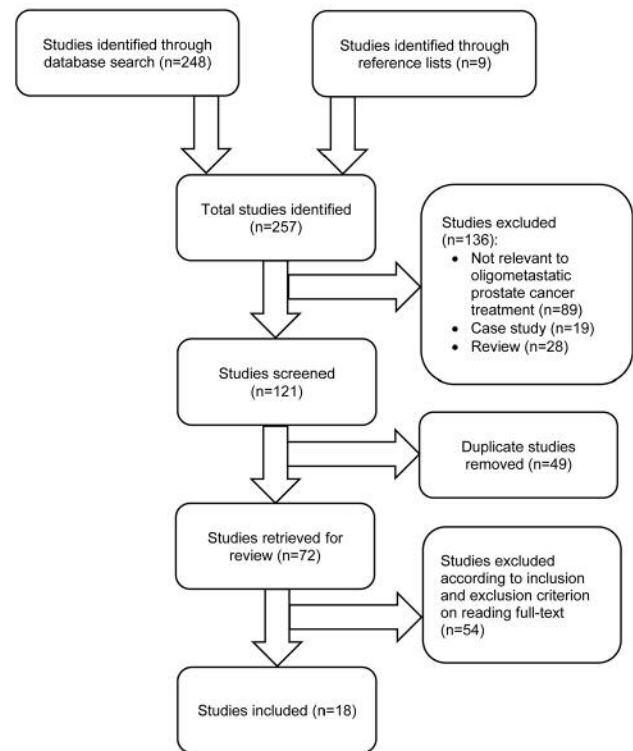 Studies identified through
database search (n=248)
Studies identified through
reference lists (n=9)
Total studies identified
(n=257)
Studies excluded
(n=136):
• Not relevant to
oligometastatic
prostate cancer
treatment (n=89)
• Case study (n=19)
• Review (n=28)
Studies screened
(n=121)
Duplicate studies
removed (n=49)
Studies retrieved for
review (n=72)
Studies excluded
according to inclusion
and exclusion criterion
on reading full-text
(n=54)
Studies included (n=18)